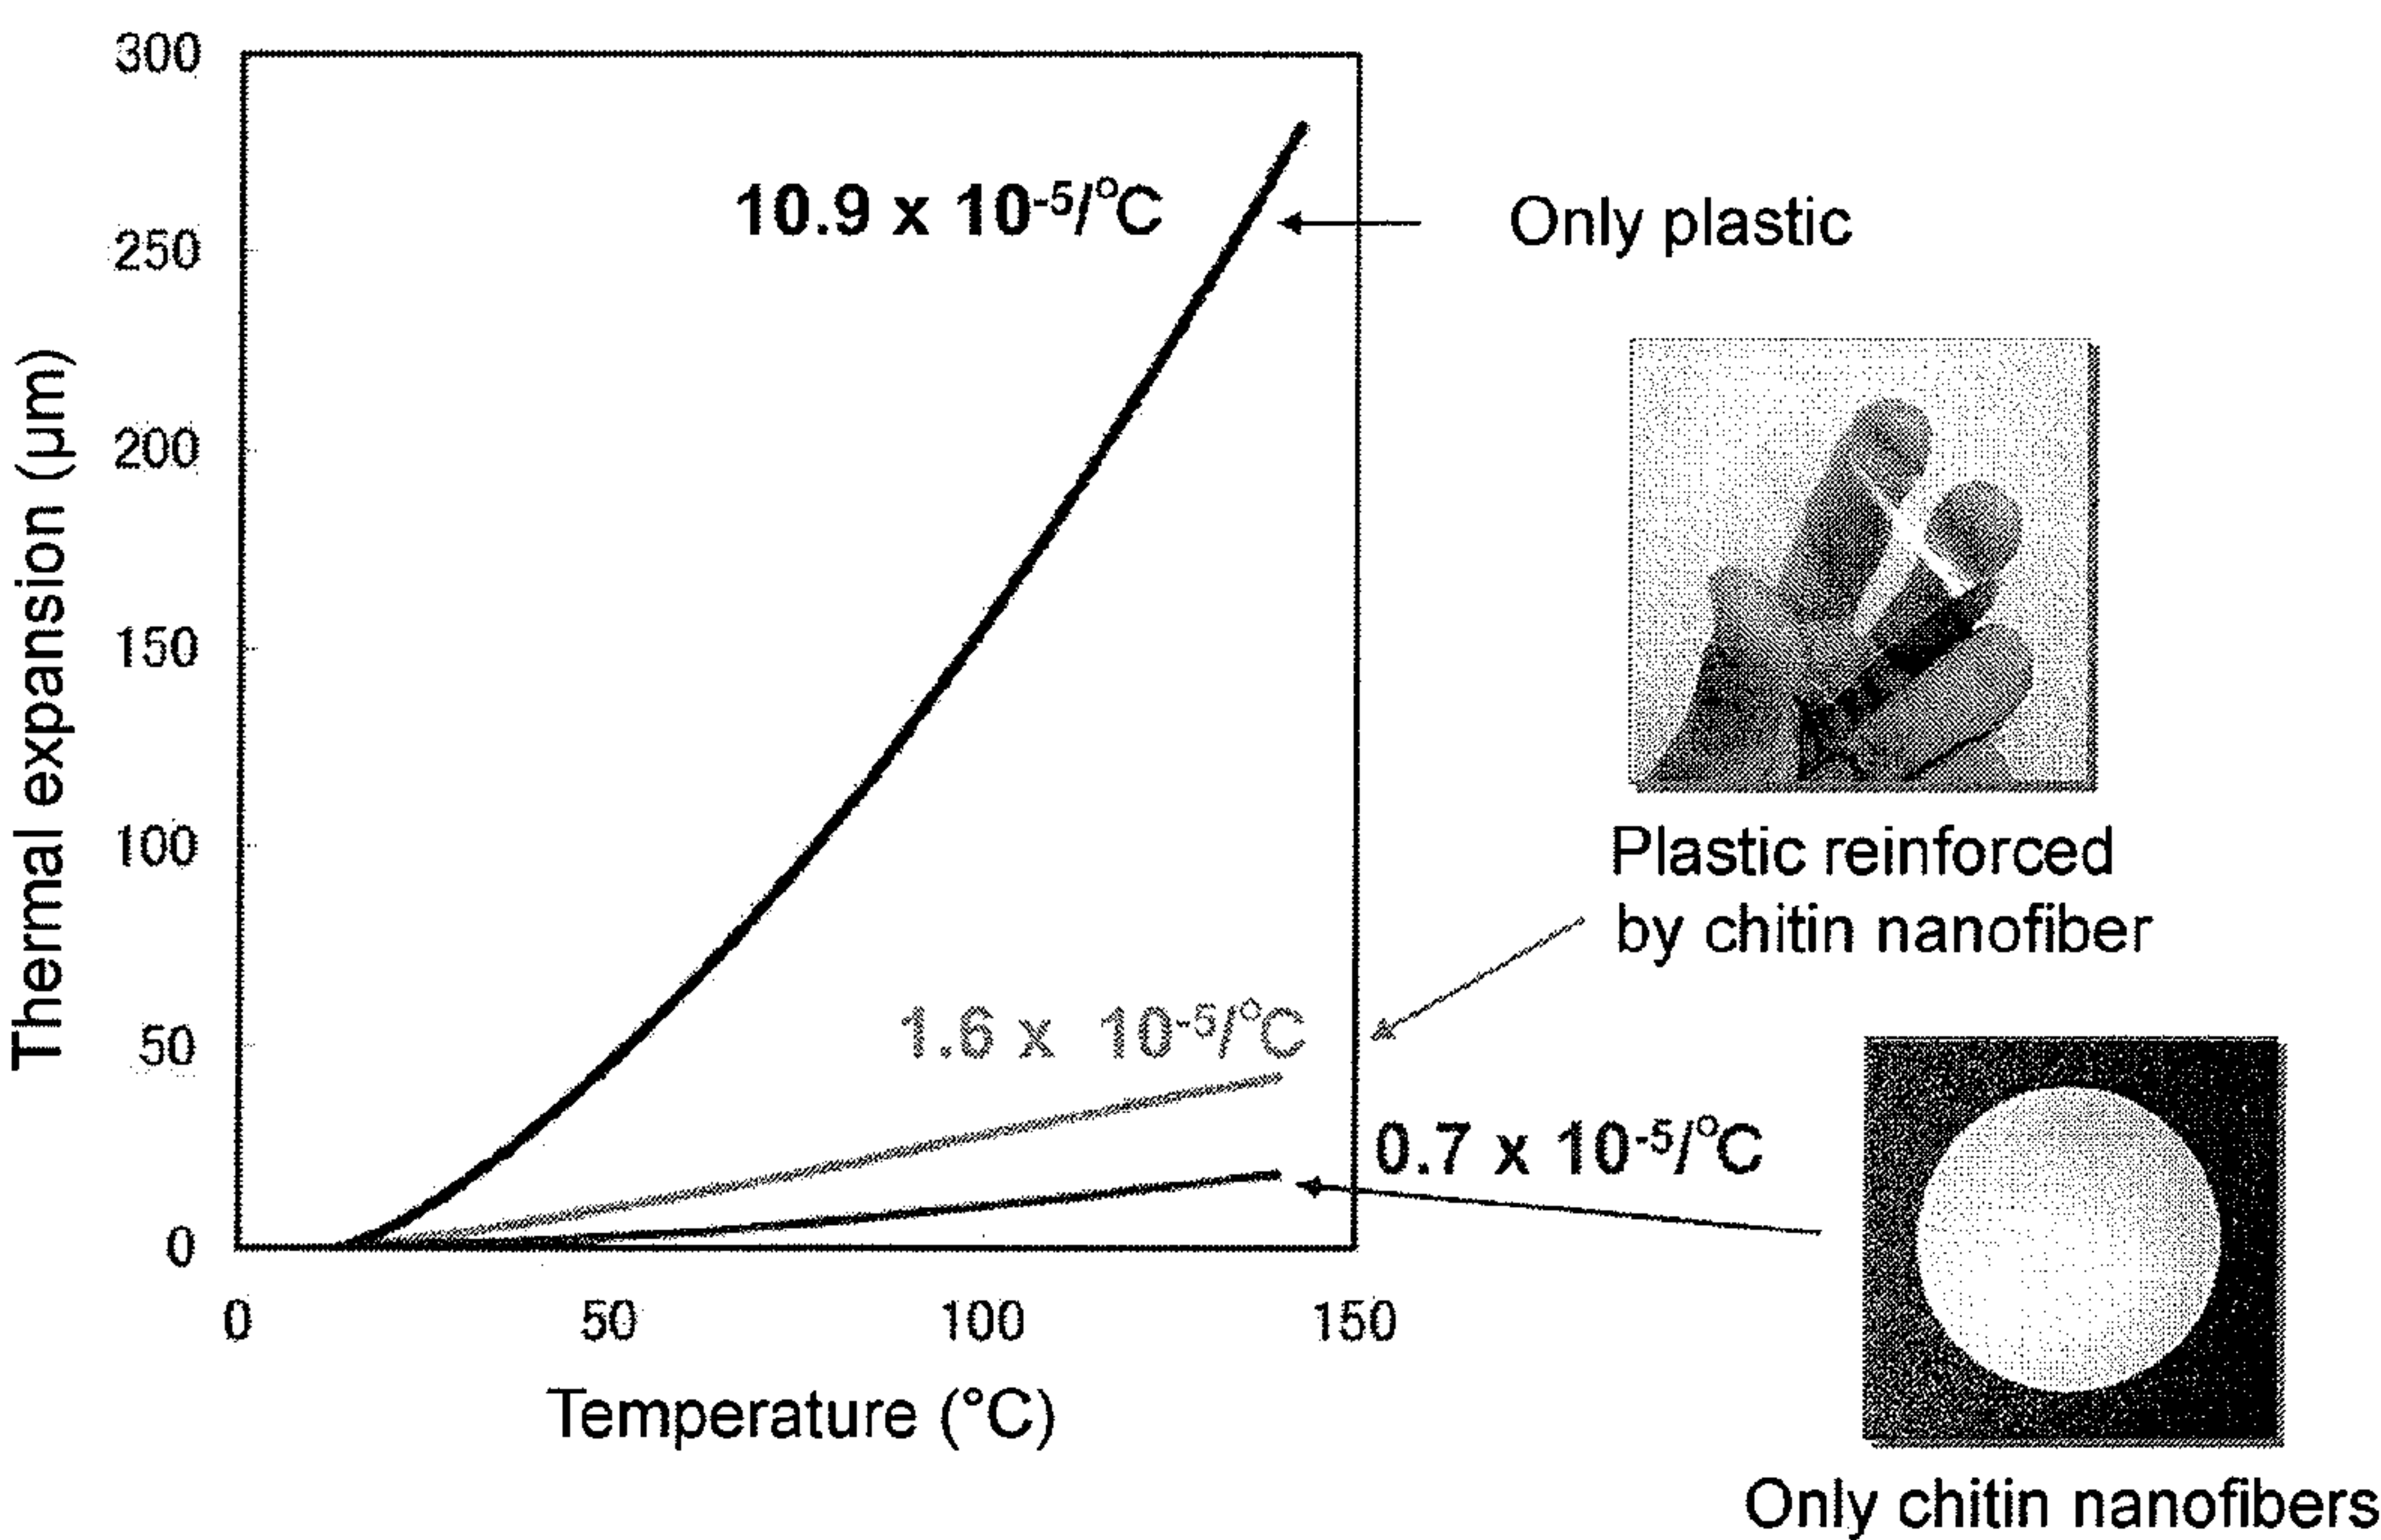 300
250
200
150
100
50
0
Thermal expansion (μm)
0
50
100
150
Temperature (°C)
10.9 x 10-5/°C
Only plastic
Plastic reinforced
by chitin nanofiber
1.6 x 10-5/°C
0.7 x 10-5/°C
Only chitin nanofibers